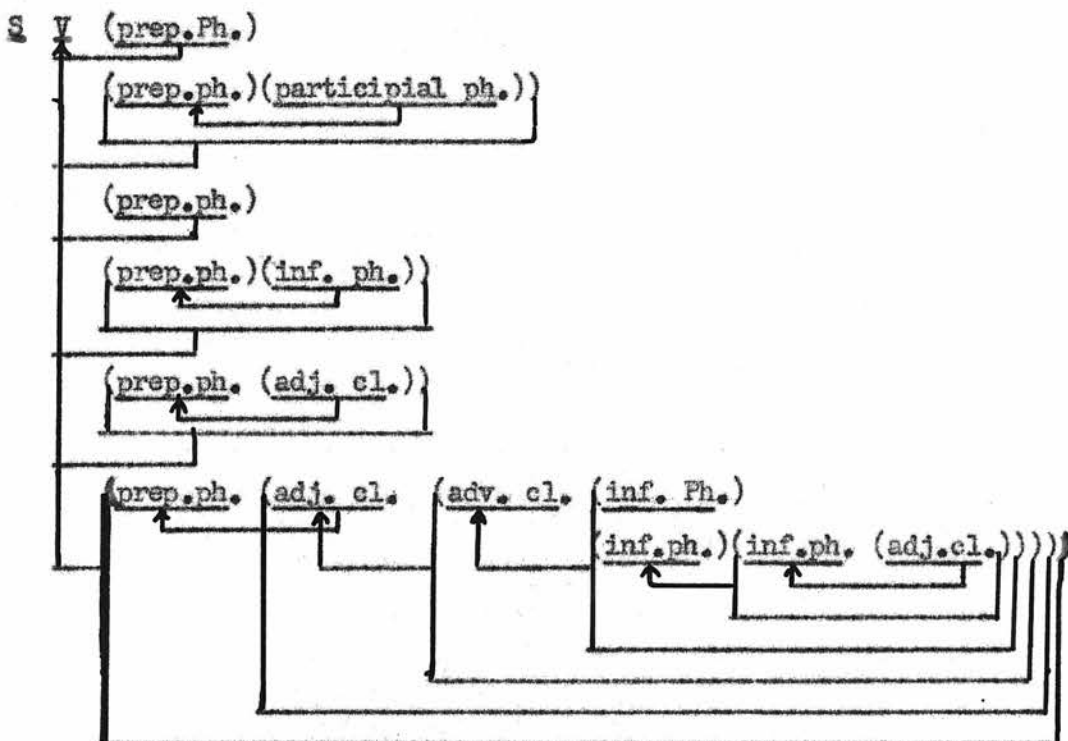 S V (prep.Ph.)
(prep.ph.)(participial ph.))
(prep.ph.)
(prep.ph.)(inf. ph.))
(prep.ph. (adj. cl.))
(prep.ph. (adj. cl. (adv. cl. (inf. Ph.)
(inf.ph.)(inf.ph. (adj.cl.)))))